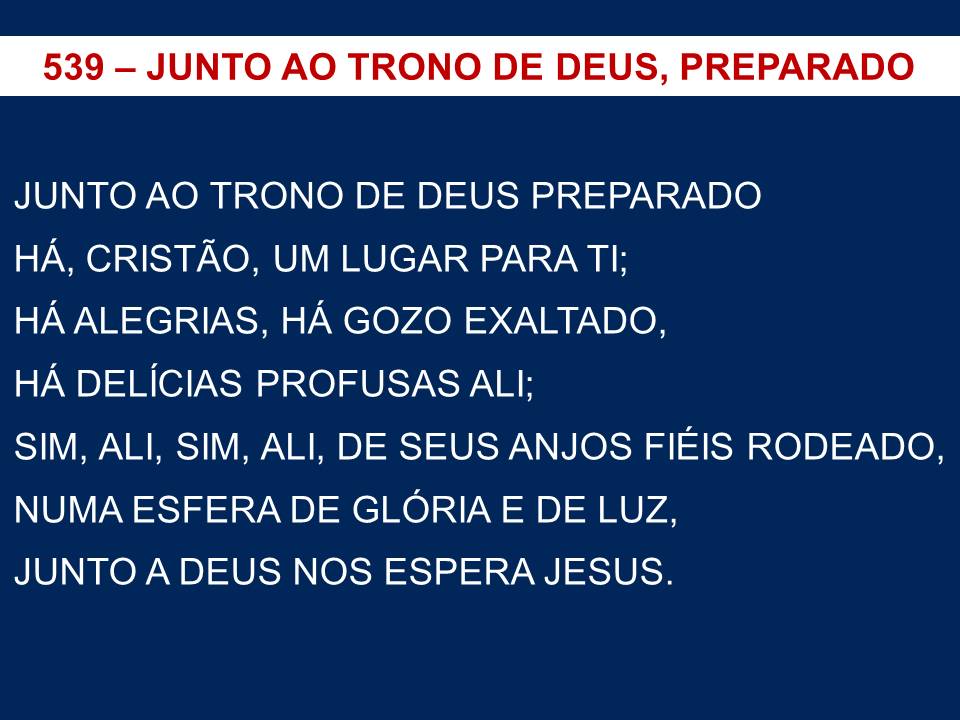 539 – JUNTO AO TRONO DE DEUS, PREPARADO
JUNTO AO TRONO DE DEUS PREPARADO
HÁ, CRISTÃO, UM LUGAR PARA TI;
HÁ ALEGRIAS, HÁ GOZO EXALTADO,
HÁ DELÍCIAS PROFUSAS ALI;
SIM, ALI, SIM, ALI, DE SEUS ANJOS FIÉIS RODEADO,
NUMA ESFERA DE GLÓRIA E DE LUZ,
JUNTO A DEUS NOS ESPERA JESUS.